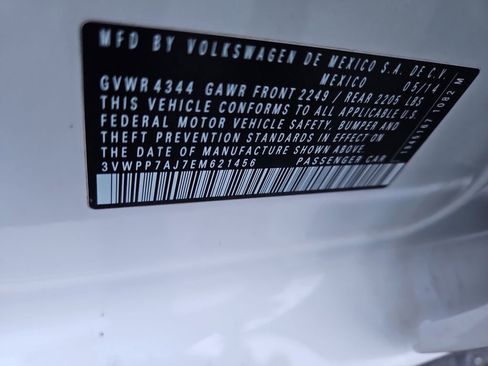 MFD BY VOLKSWAGEN DE MEXICO S.A. DE C.V.
MEXICO 05/14
GVWR 4344 GAWR FRONT 2249 / REAR 2205 LBS
THIS VEHICLE CONFORMS TO ALL APPLICABLE U.S.
FEDERAL MOTOR VEHICLE SAFETY, BUMPER AND
THEFT PREVENTION STANDARDS IN EFFECT ON
THE DATE OF MANUFACTURE SHOWN ABOVE.
3VWPP7AJ7EM621456 PASSENGER CAR
1082 M